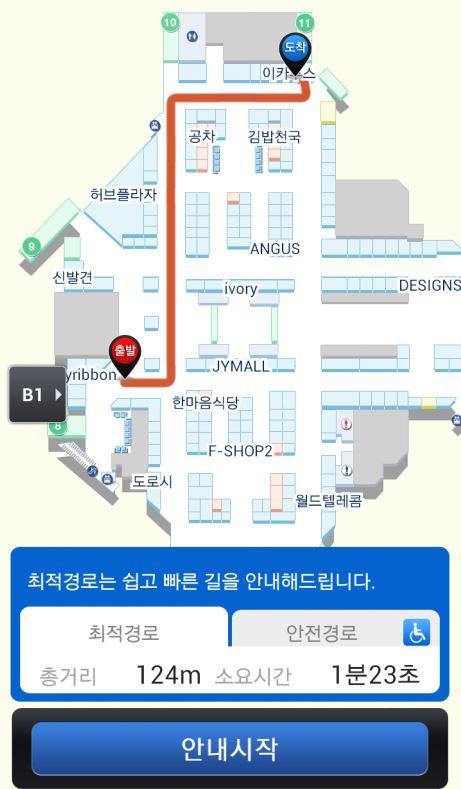 10
11
도착
이카 스
공차
김밥천국
허브플라자
9
ANGUS
신발견
ivory
DESIGNS
출발
yribbon
JYMALL
B1
한마음식당
8
F-SHOP2
도로시
월드텔레콤
최적경로는 쉽고 빠른 길을 안내해드립니다.
최적경로 안전경로
총거리 124m 소요시간 1분23초
안내시작